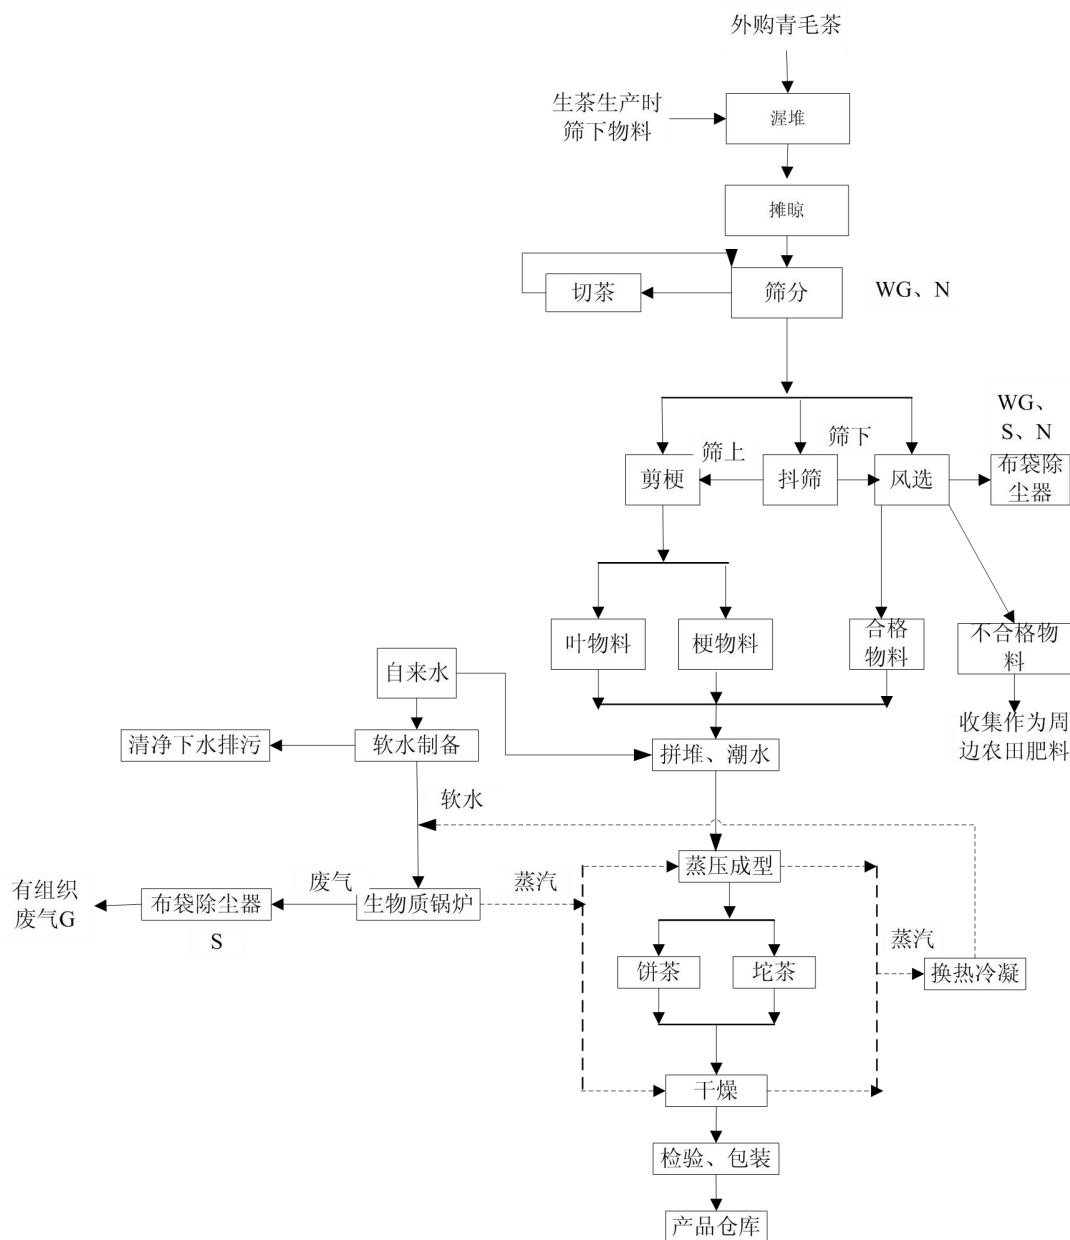 外购青毛茶
生茶生产时
筛下物料
渥堆
摊晾
切茶
筛分
WG、N
WG、
S、N
筛上
筛下
剪梗
抖筛
风选
布袋除
尘器
叶物料
梗物料
合格
物料
不合格物
料
自来水
收集作为周
边农田肥料
清净下水排污
软水制备
拼堆、潮水
软水
蒸压成型
有组织
废气G
布袋除尘器
废气
生物质锅炉
蒸汽
S
蒸汽
饼茶
坨茶
换热冷凝
干燥
检验、包装
产品仓库